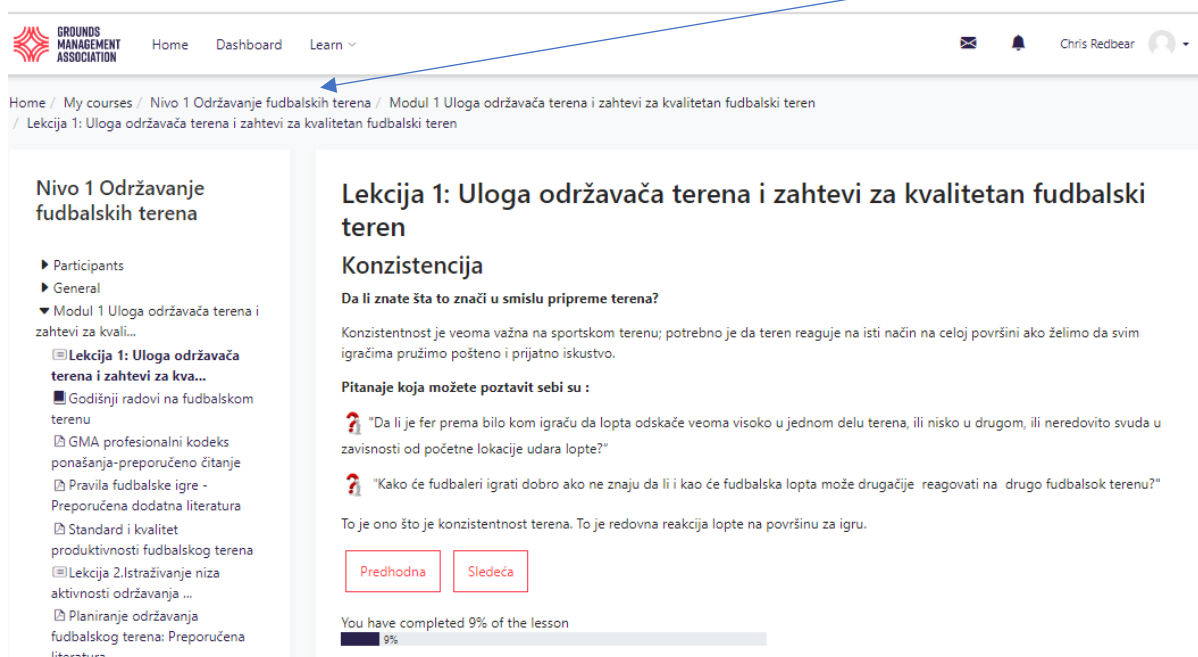 GROUNDS
MANAGEMENT
ASSOCIATION
Home
Dashboard
Learn
Chris Redbear
Home / My courses / Nivo 1 Održavanje fudbalskih terena / Modul 1 Uloga održavača terena i zahtevi za kvalitetan fudbalski teren
/ Lekcija 1: Uloga održavača terena i zahtevi za kvalitetan fudbalski teren
Nivo 1 Održavanje
fudbalskih terena
Participants
General
Modul 1 Uloga održavača terena i
zahtevi za kvali...
Lekcija 1: Uloga održavača
terena i zahtevi za kva...
Godišnji radovi na fudbalskom
terenu
GMA profesionalni kodeks
ponašanja-preporučeno čitanje
Pravila fudbalske igre -
Preporučena dodatna literatura
Standard i kvalitet
produktivnosti fudbalskog terena
Lekcija 2.Istraživanje niza
aktivnosti održavanja ...
Planiranje održavanja
fudbalskog terena: Preporučena
literatura
Lekcija 1: Uloga održavača terena i zahtevi za kvalitetan fudbalski
teren
Konzistencija
Da li znate šta to znači u smislu pripreme terena?
Konzistentnost je veoma važna na sportskom terenu; potrebno je da teren reaguje na isti način na celoj površini ako želimo da svim
igračima pružimo pošteno i prijatno iskustvo.
Pitanaje koja možete poztavit sebi su :
"Da li je fer prema bilo kom igraču da lopta odskače veoma visoko u jednom delu terena, ili nisko u drugom, ili neredovito svuda u
zavisnosti od početne lokacije udara lopte?"
"Kako će fudbaleri igrati dobro ako ne znaju da li i kao će fudbalska lopta može drugačije reagovati na drugo fudbalsok terenu?"
To je ono što je konzistentnost terena. To je redovna reakcija lopte na površinu za igru.
Predhodna
Sledeća
You have completed 9% of the lesson
9%